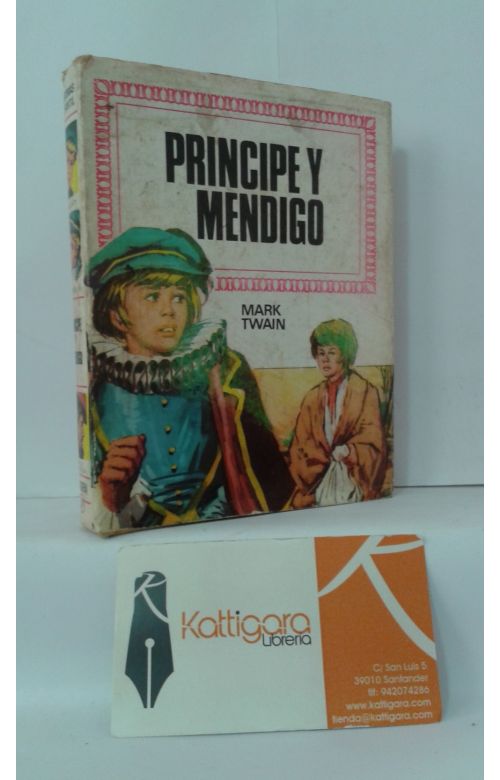 PRINCIPE Y
MENDIGO
MARK
TWAIN
Kattigara
Librería
C/ San Luis 5.
39010 Santander
tlf: 942074286
www.kattigara.com
tienda@kattigara.com